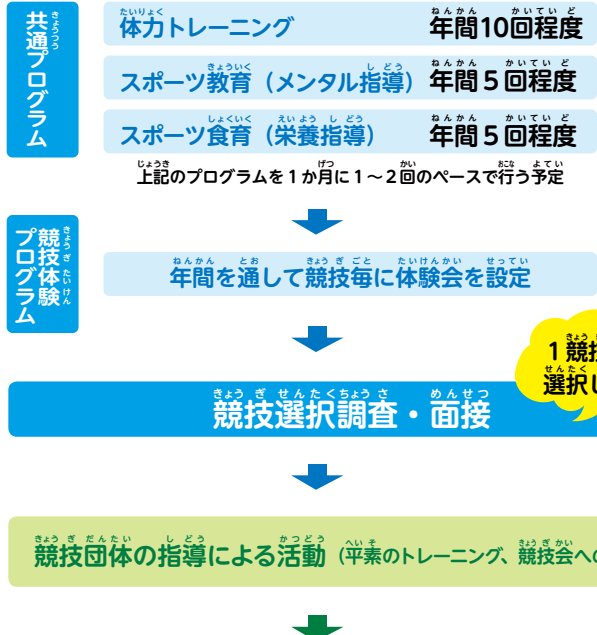 共通プログラム
体力トレーニング 年間10回程度
スポーツ教育（メンタル指導） 年間5回程度
スポーツ食育（栄養指導） 年間5回程度
上記のプログラムを1か月に1～2回のペースで行う予定
競技体験
プログラム
年間を通して競技毎に体験会を設定
1競技
選択し
競技選択調査・面接
競技団体の指導による活動（平素のトレーニング、競技会への